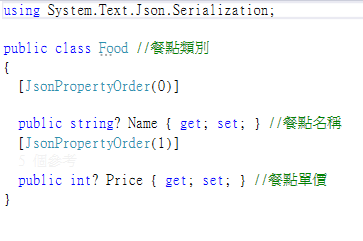 using System.Text.Json.Serialization;
public class Food //餐點類別
{
[JsonPropertyOrder(0)]
public string? Name { get; set; } //餐點名稱
[JsonPropertyOrder(1)]
5 個參考
public int? Price { get; set; } //餐點單價
}